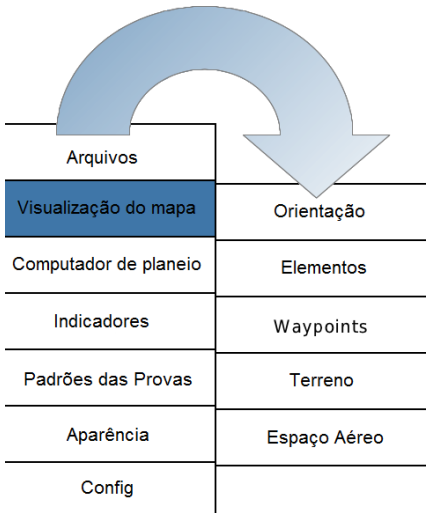 Arquivos
Visualização do mapa
Computador de planeio
Indicadores
Padrões das Provas
Aparência
Config
Orientação
Elementos
Waypoints
Terreno
Espaço Aéreo